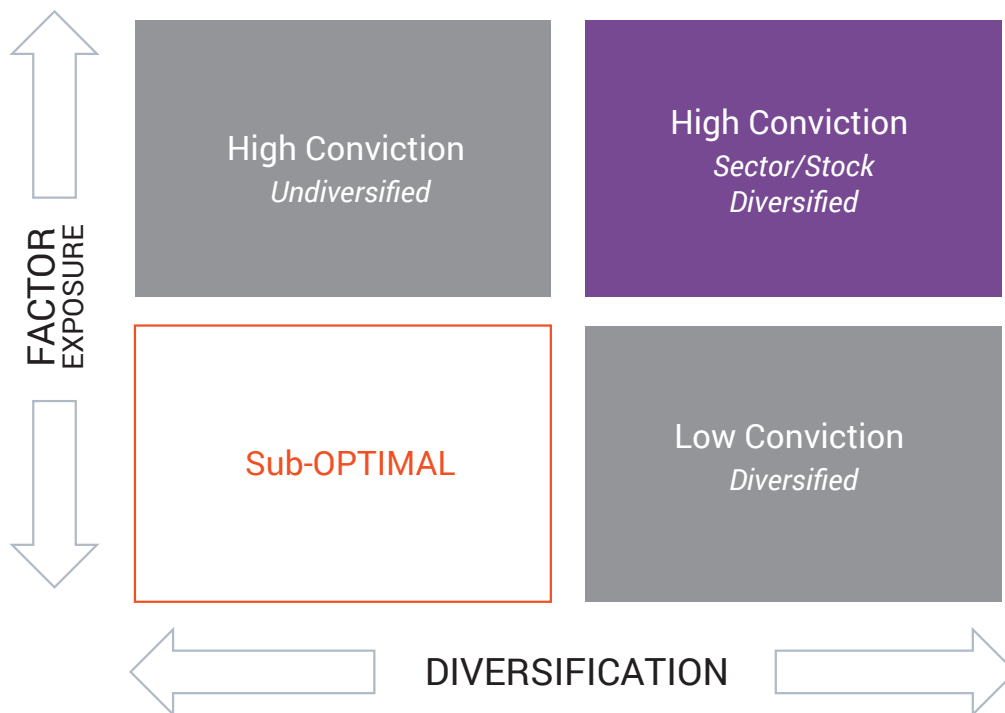 High Conviction
Undiversified
High Conviction
Sector/Stock
Diversified
FACTOR
EXPOSURE
Sub-OPTIMAL
Low Conviction
Diversified
DIVERSIFICATION